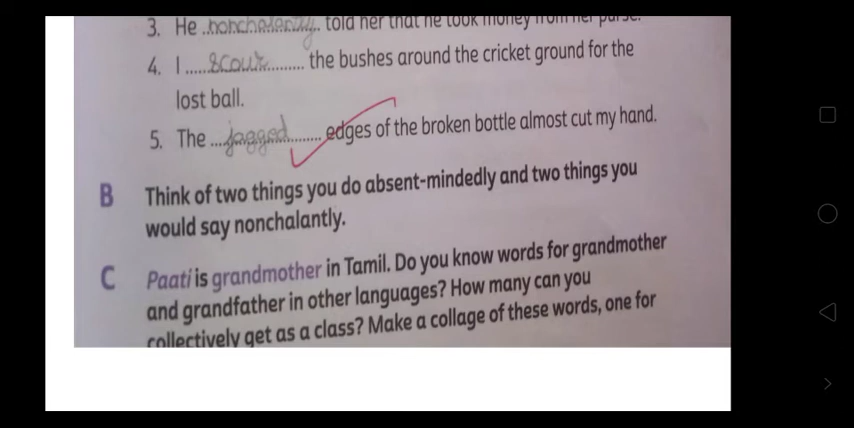 3. He ..nonchalantly.. told her that he took money from her purse.
4. I .....scour......... the bushes around the cricket ground for the
lost ball.
5. The ...jagged........ edges of the broken bottle almost cut my hand.
B Think of two things you do absent-mindedly and two things you
would say nonchalantly.
C Paati is grandmother in Tamil. Do you know words for grandmother
and grandfather in other languages? How many can you
collectively get as a class? Make a collage of these words, one for